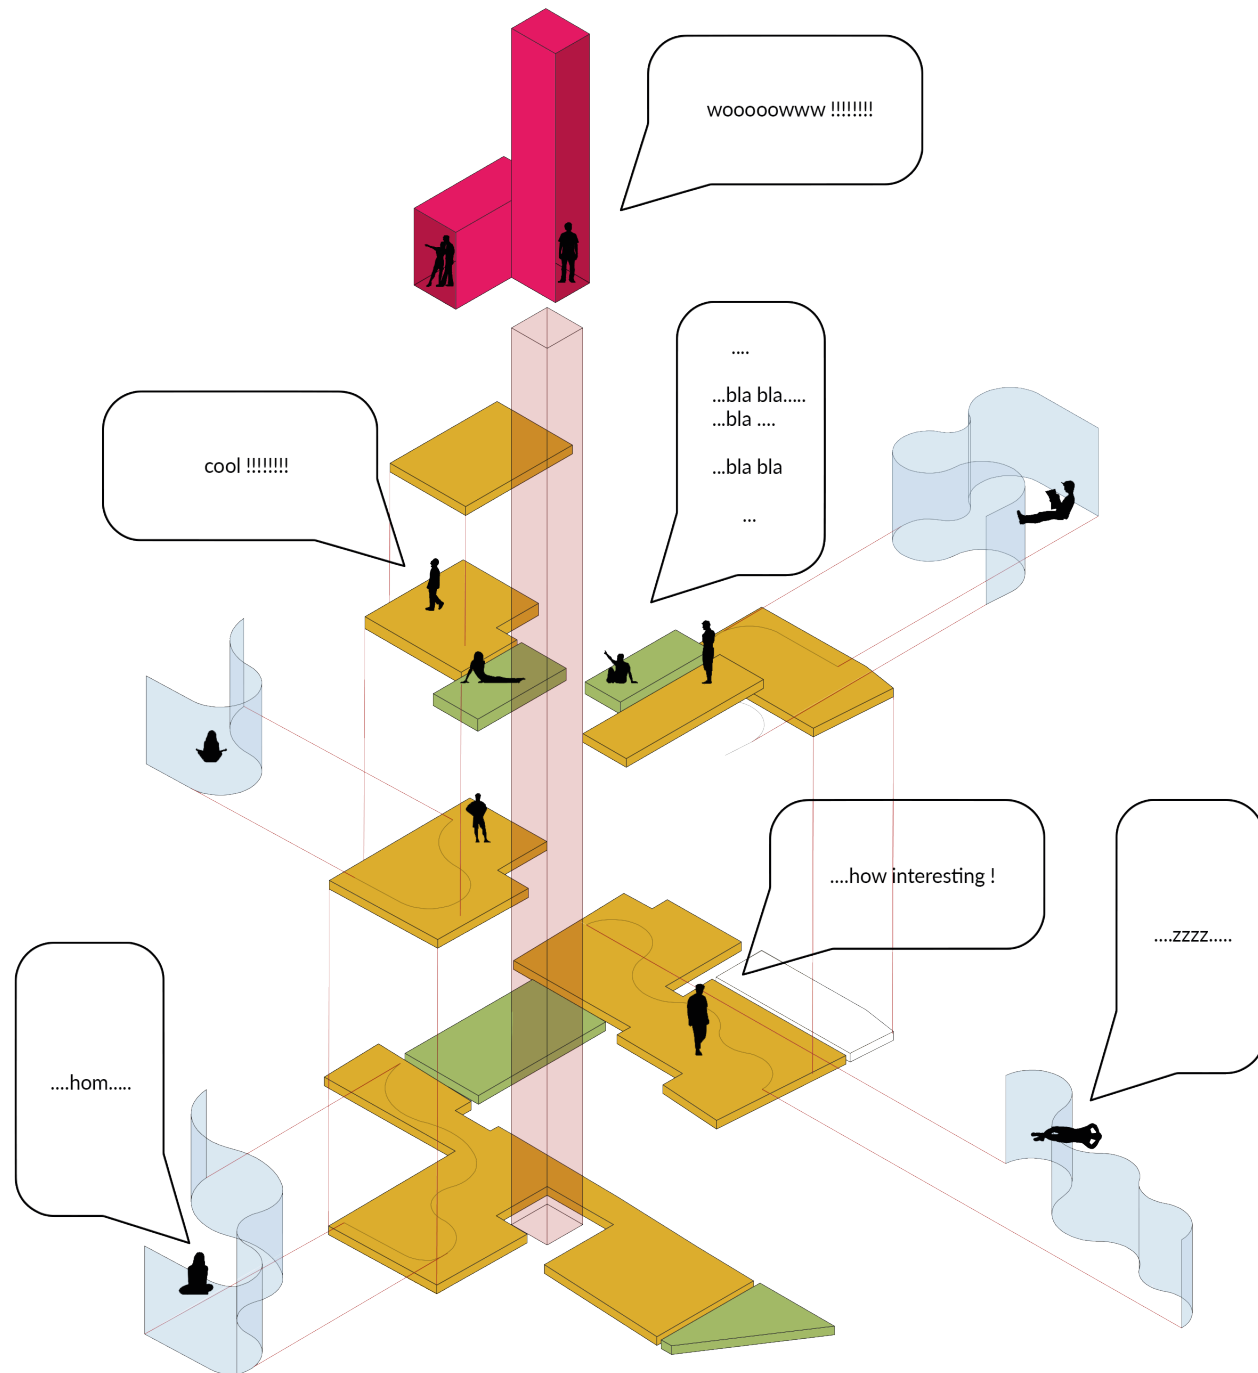 wooooowww !!!!!!!!
....
...bla bla.....
...bla ....
...bla bla
...
cool !!!!!!!!
....how interesting !
....zzzz.....
....hom.....